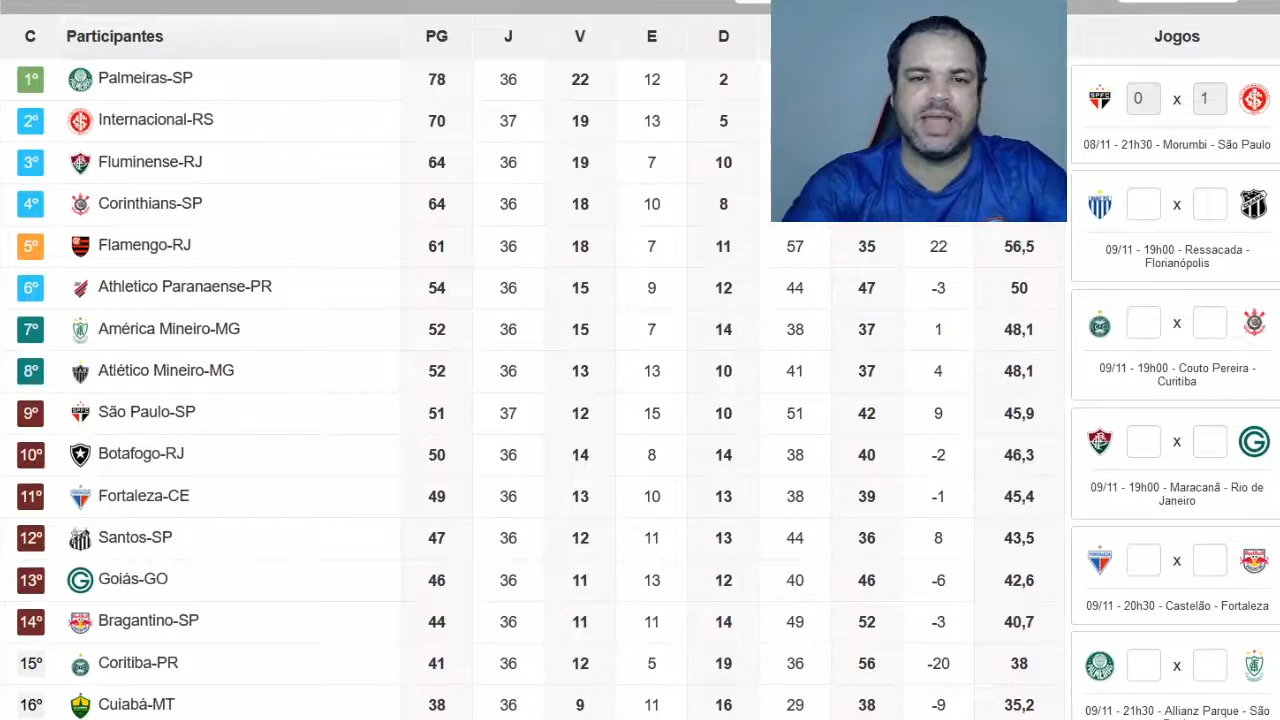 C Participantes PG J V E D
1º Palmeiras-SP 78 36 22 12 2
2º Internacional-RS 70 37 19 13 5
3º Fluminense-RJ 64 36 19 7 10
4º Corinthians-SP 64 36 18 10 8
5º Flamengo-RJ 61 36 18 7 11 57 35 22 56,5
6º Athletico Paranaense-PR 54 36 15 9 12 44 47 -3 50
7º América Mineiro-MG 52 36 15 7 14 38 37 1 48,1
8º Atlético Mineiro-MG 52 36 13 13 10 41 37 4 48,1
9º São Paulo-SP 51 37 12 15 10 51 42 9 45,9
10º Botafogo-RJ 50 36 14 8 14 38 40 -2 46,3
11º Fortaleza-CE 49 36 13 10 13 38 39 -1 45,4
12º Santos-SP 47 36 12 11 13 44 36 8 43,5
13º Goiás-GO 46 36 11 13 12 40 46 -6 42,6
14º Bragantino-SP 44 36 11 11 14 49 52 -3 40,7
15º Coritiba-PR 41 36 12 5 19 36 56 -20 38
16º Cuiabá-MT 38 36 9 11 16 29 38 -9 35,2
Jogos
SPFC 0 x 1
08/11 - 21h30 - Morumbi - São Paulo
x
09/11 - 19h00 - Ressacada -
Florianópolis
x
09/11 - 19h00 - Couto Pereira -
Curitiba
x
09/11 - 19h00 - Maracanã - Rio de
Janeiro
x
09/11 - 20h30 - Castelão - Fortaleza
x
09/11 - 21h30 - Allianz Parque - São